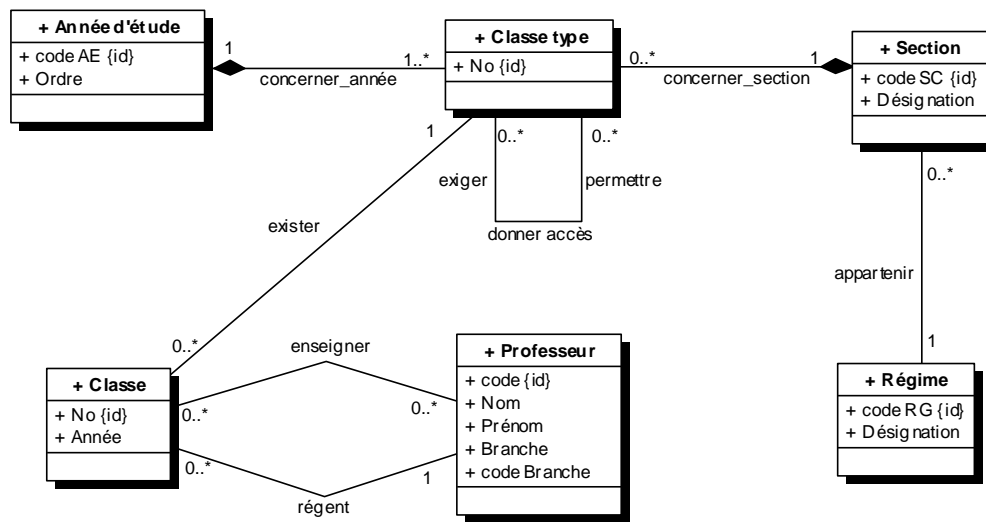 + Année d'étude
+ code AE {id}
+ Ordre
1
concerner_année
1..*
+ Classe type
+ No {id}
0..*
concerner_section
1
+ Section
+ code SC {id}
+ Désignation
1
0..*
0..*
exiger
permettre
donner accès
0..*
exister
appartenir
0..*
enseigner
1
+ Classe
+ No {id}
+ Année
0..*
0..*
+ Professeur
+ code {id}
+ Nom
+ Prénom
+ Branche
+ code Branche
+ Régime
+ code RG {id}
+ Désignation
0..*
1
régent